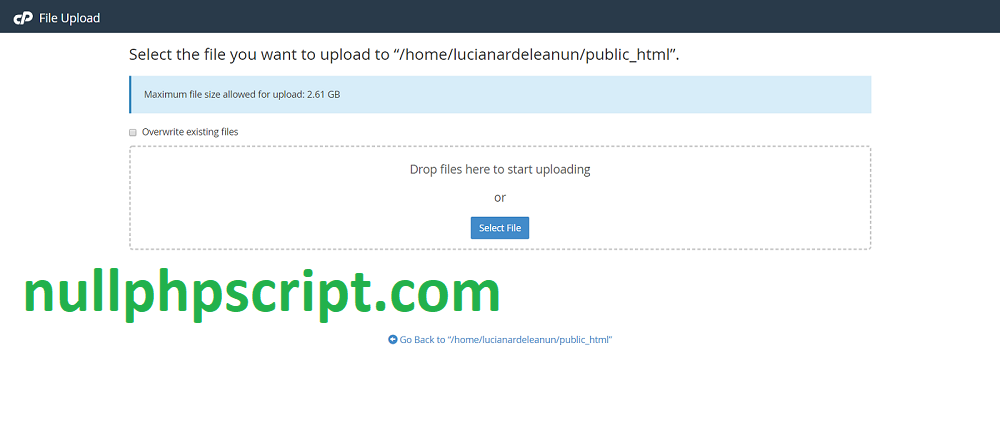 cP File Upload
Select the file you want to upload to “/home/lucianardeleanun/public_html”.
Maximum file size allowed for upload: 2.61 GB
Overwrite existing files
Drop files here to start uploading
or
Select File
nullphpscript.com
Go Back to “/home/lucianardeleanun/public_html”